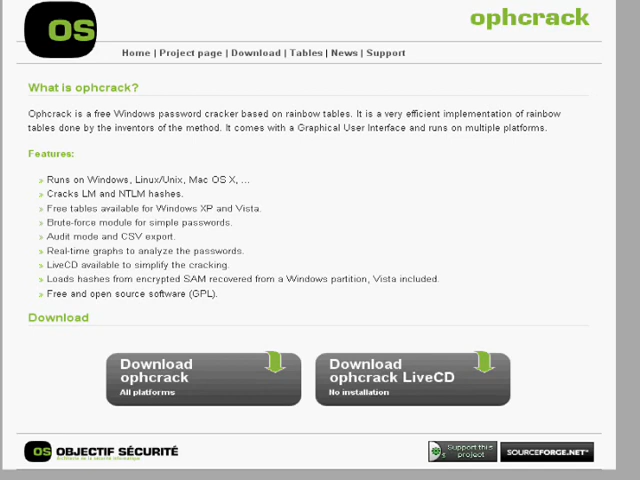 OS
ophcrack
Home | Project page | Download | Tables | News | Support
What is ophcrack?
Ophcrack is a free Windows password cracker based on rainbow tables. It is a very efficient implementation of rainbow
tables done by the inventors of the method. It comes with a Graphical User Interface and runs on multiple platforms.
Features:
» Runs on Windows, Linux/Unix, Mac OS X, ...
» Cracks LM and NTLM hashes.
» Free tables available for Windows XP and Vista.
» Brute-force module for simple passwords.
» Audit mode and CSV export.
» Real-time graphs to analyze the passwords.
» LiveCD available to simplify the cracking.
» Loads hashes from encrypted SAM recovered from a Windows partition, Vista included.
» Free and open source software (GPL).
Download
Download
ophcrack
All platforms
Download
ophcrack LiveCD
No installation
OS OBJECTIF SÉCURITÉ
Support this
project
SOURCEFORGE.NET